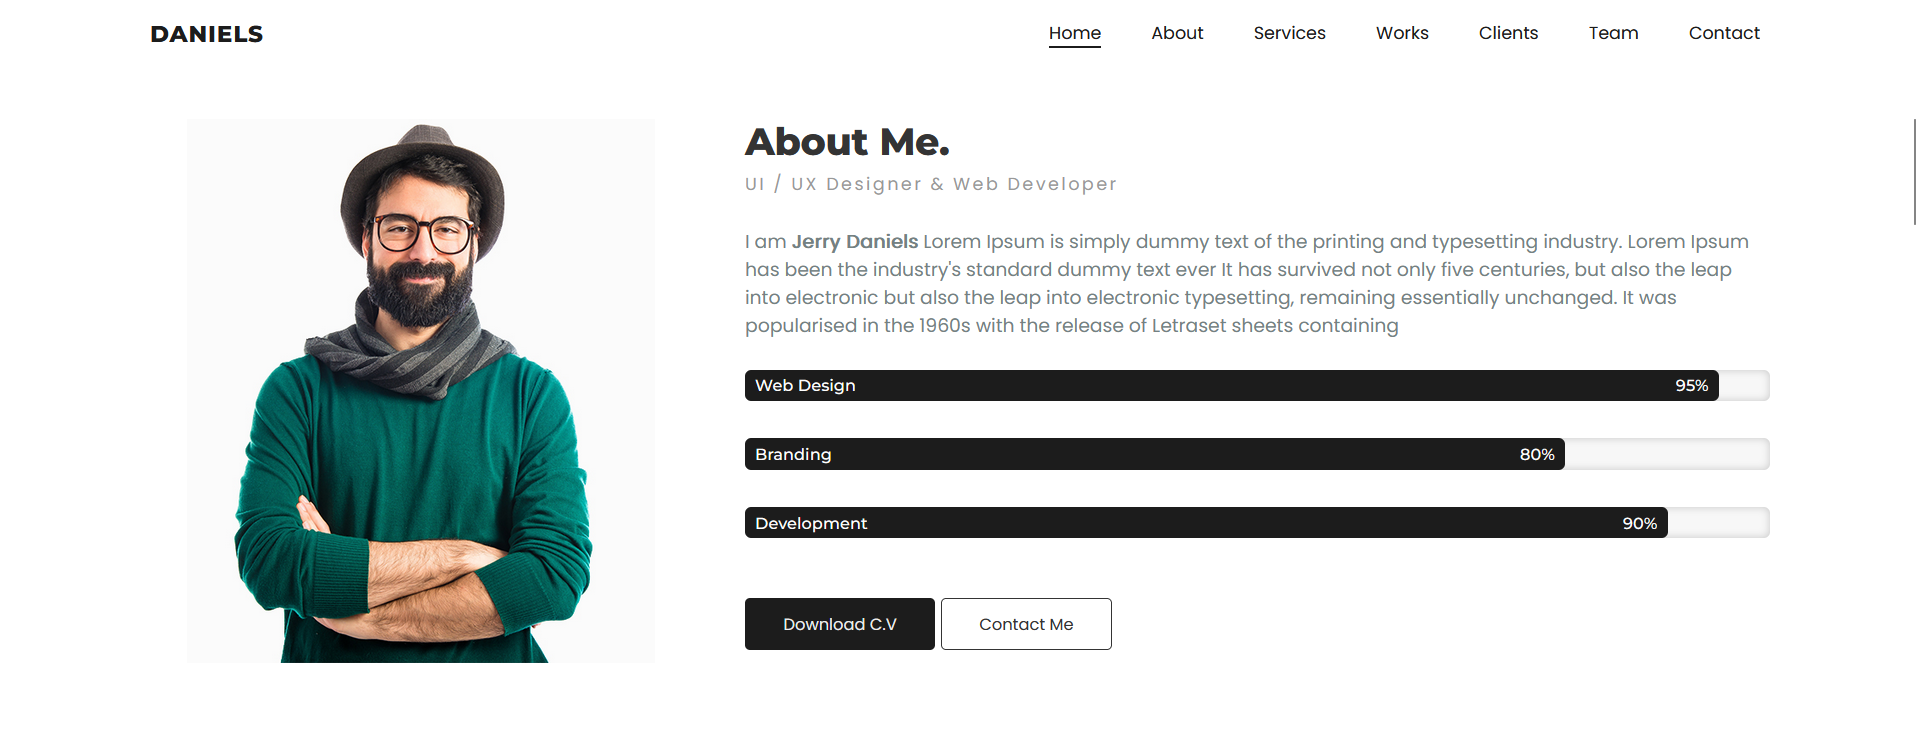 DANIELS
Home About Services Works Clients Team Contact
About Me.
UI / UX Designer & Web Developer
I am Jerry Daniels Lorem Ipsum is simply dummy text of the printing and typesetting industry. Lorem Ipsum
has been the industry's standard dummy text ever It has survived not only five centuries, but also the leap
into electronic but also the leap into electronic typesetting, remaining essentially unchanged. It was
popularised in the 1960s with the release of Letraset sheets containing
Web Design 95%
Branding 80%
Development 90%
Download C.V Contact Me